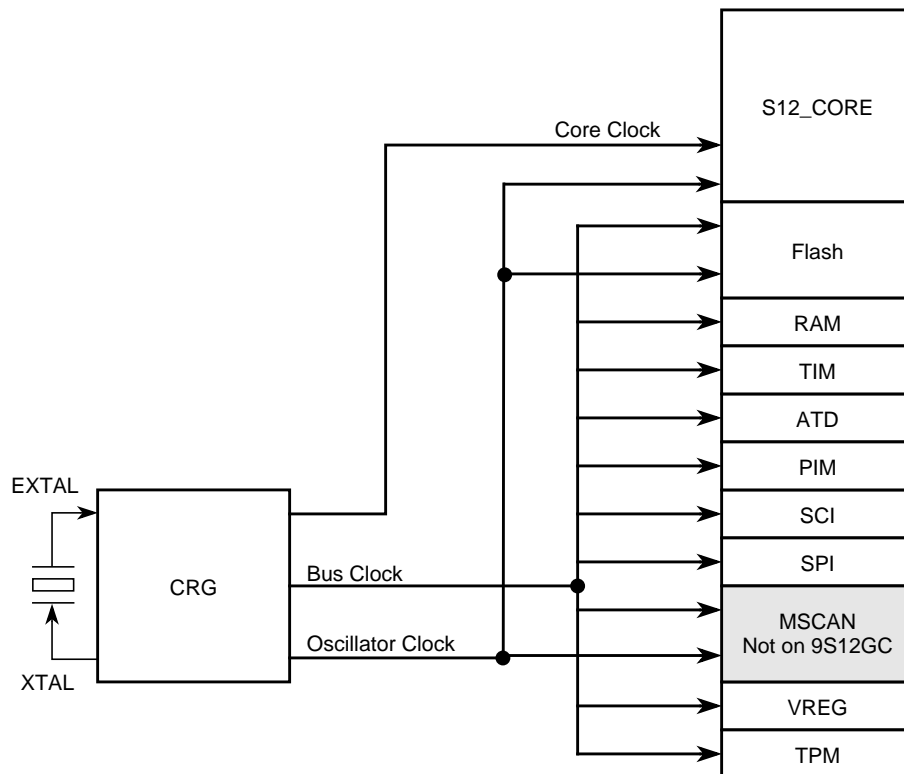 S12_CORE
Core Clock
Flash
RAM
TIM
ATD
PIM
EXTAL
SCI
SPI
Bus Clock
CRG
MSCAN
Not on 9S12GC
Oscillator Clock
XTAL
VREG
TPM